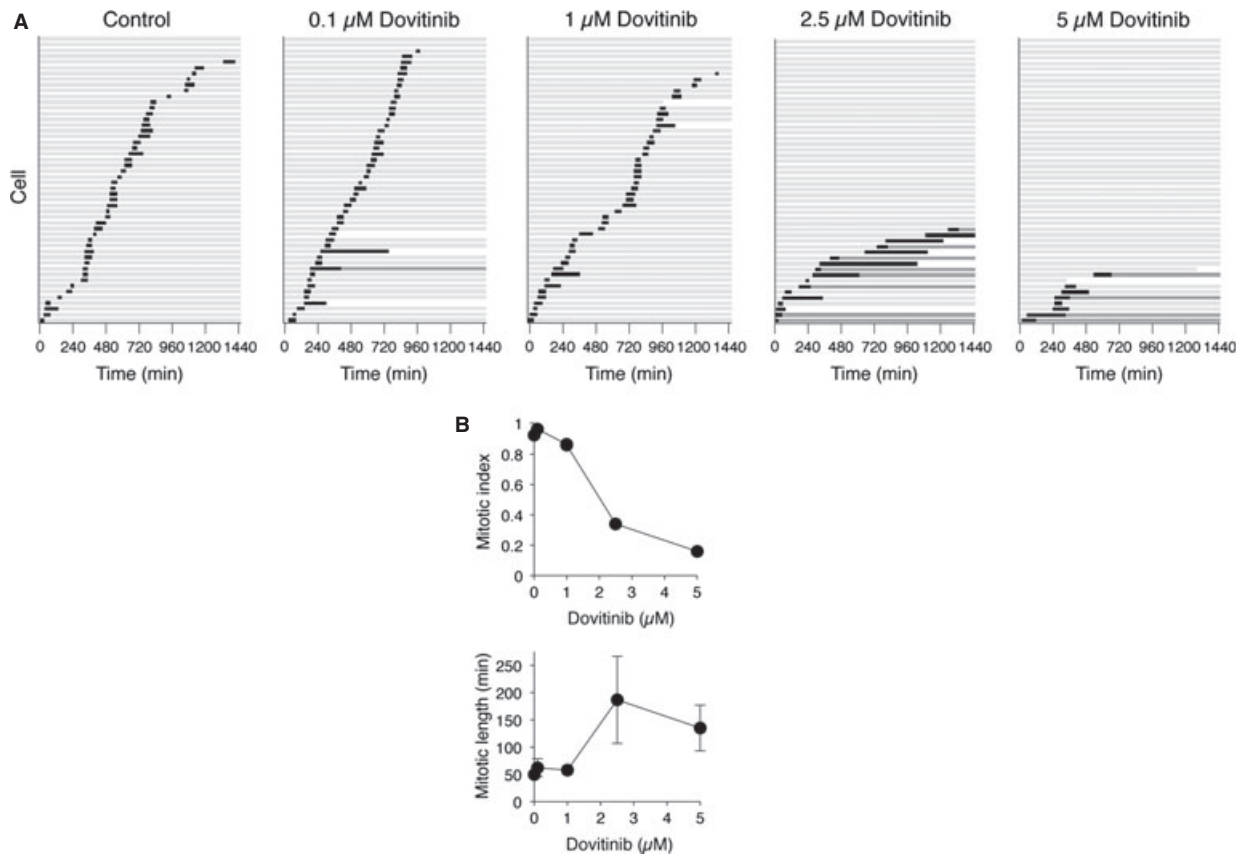 A
Control
0.1 µM Dovitinib
1 µM Dovitinib
2.5 µM Dovitinib
5 µM Dovitinib
Cell
0 240 480 720 960 1200 1440
0 240 480 720 960 1200 1440
0 240 480 720 960 1200 1440
0 240 480 720 960 1200 1440
0 240 480 720 960 1200 1440
Time (min)
Time (min)
Time (min)
Time (min)
Time (min)
B
Mitotic index
1
0.8
0.6
0.4
0.2
0
0 1 2 3 4 5
Dovitinib (µM)
Mitotic length (min)
250
200
150
100
50
0
0 1 2 3 4 5
Dovitinib (µM)